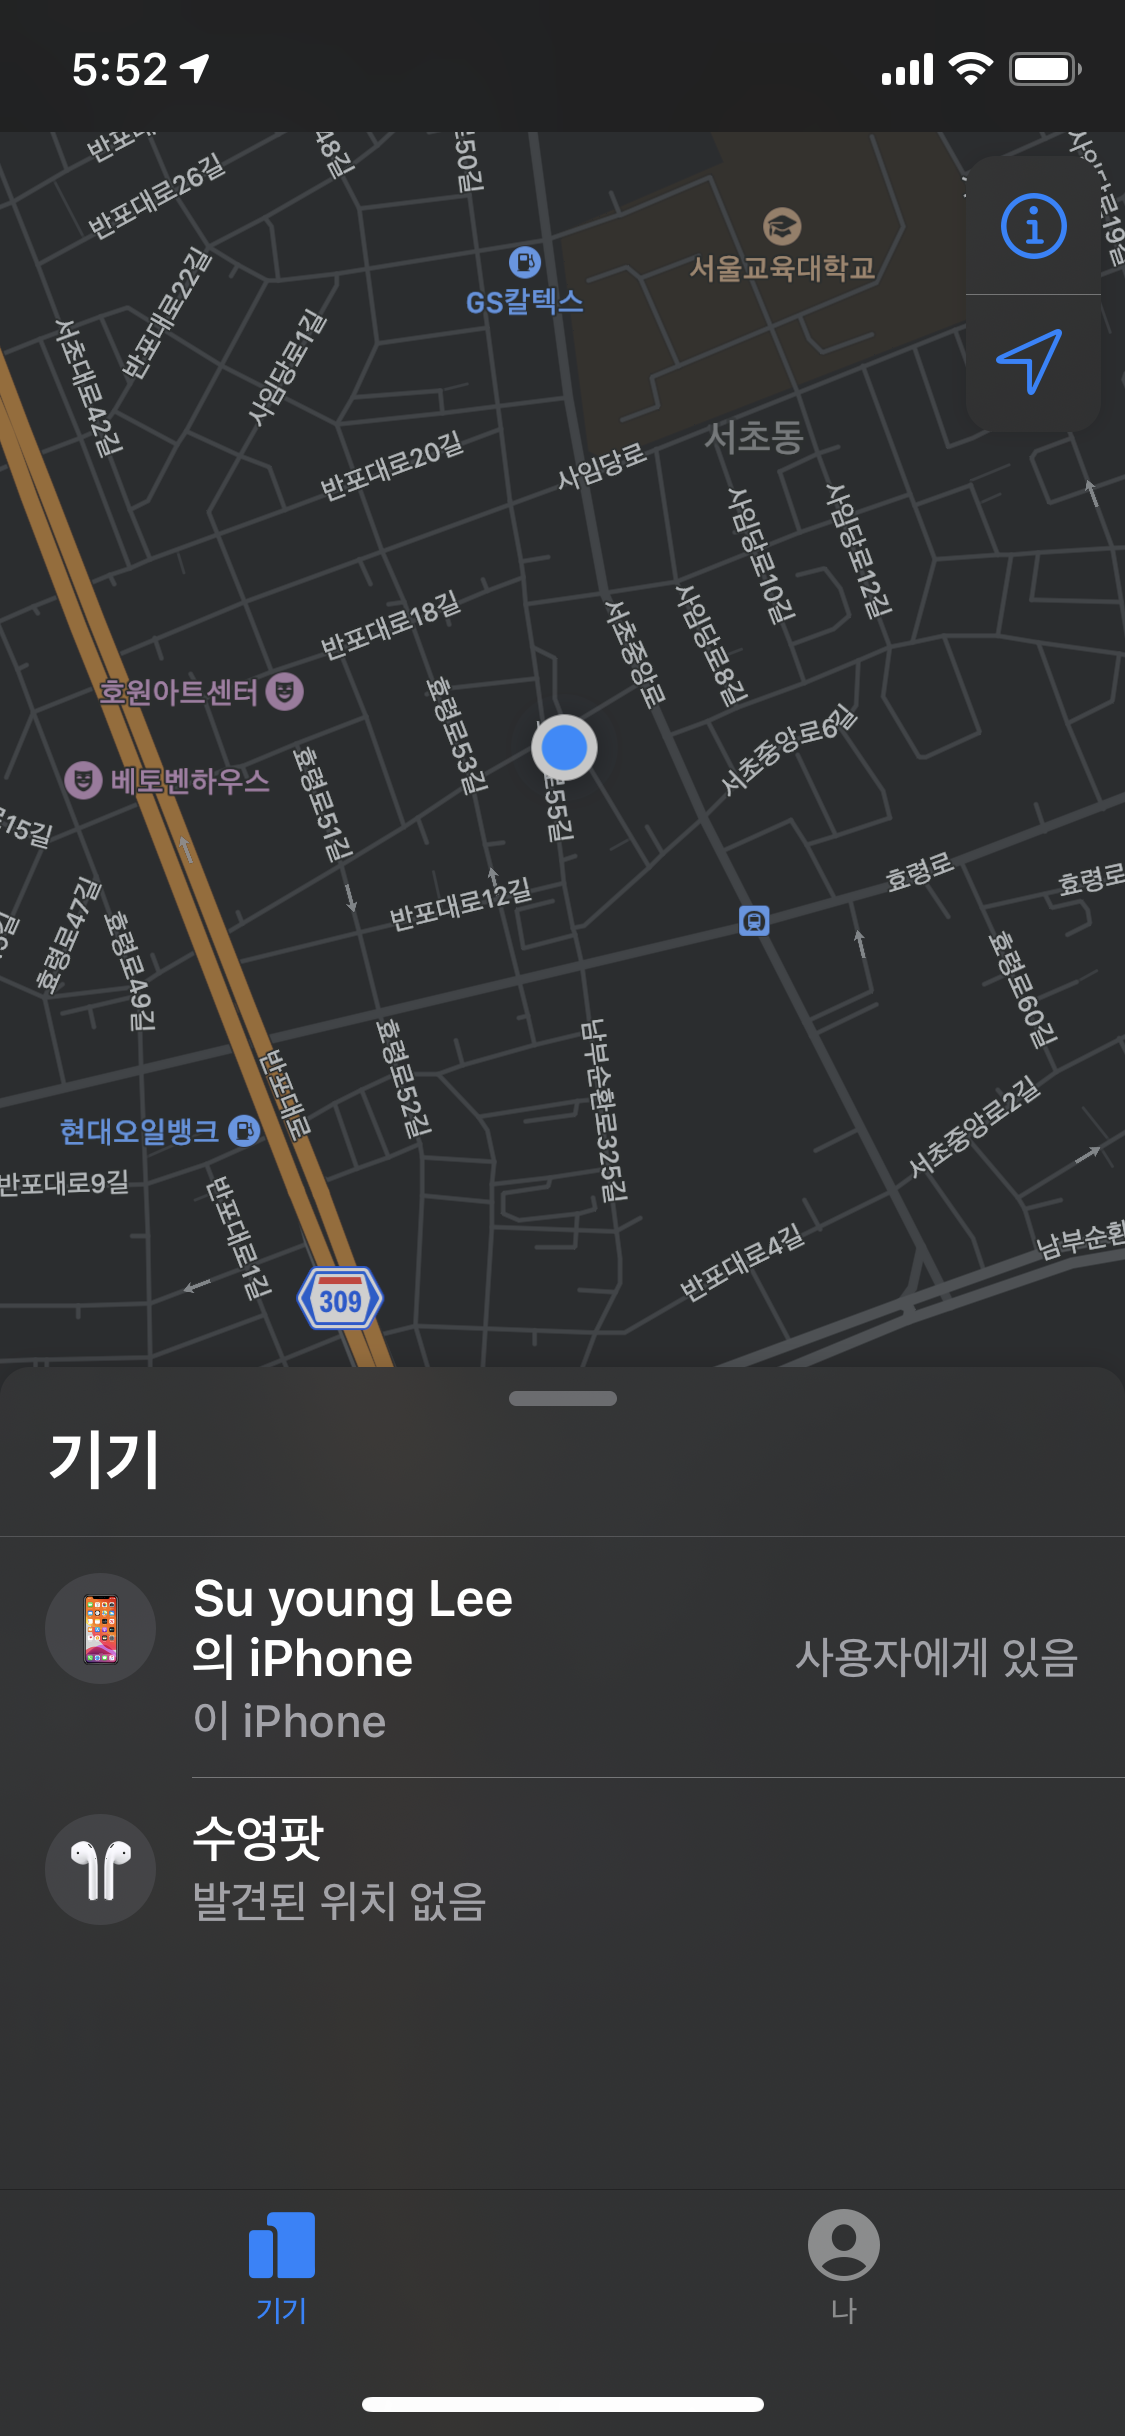 5:52
반포대로26길
48길
로50길
GS칼텍스
서울교육대학교
서초대로42길
반포대로22길
사임당로1길
사임당로19길
반포대로20길
사임당로
서초동
사임당로10길
사임당로12길
반포대로18길
서초중앙로
사임당로8길
호원아트센터
효령로53길
서초중앙로6길
베토벤하우스
효령로51길
로55길
15길
반포대로12길
효령로
효령로
효령로47길
효령로49길
효령로60길
반포대로
효령로52길
남부순환로325길
현대오일뱅크
서초중앙로2길
반포대로9길
반포대로1길
반포대로4길
남부순환
309
기기
Su young Lee
의 iPhone
사용자에게 있음
이 iPhone
수영팟
발견된 위치 없음
기기
나